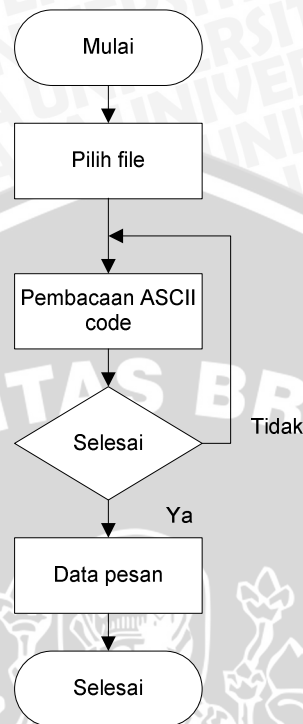 Mulai
Pilih file
Pembacaan ASCII
code
Selesai
Tidak
Ya
Data pesan
Selesai